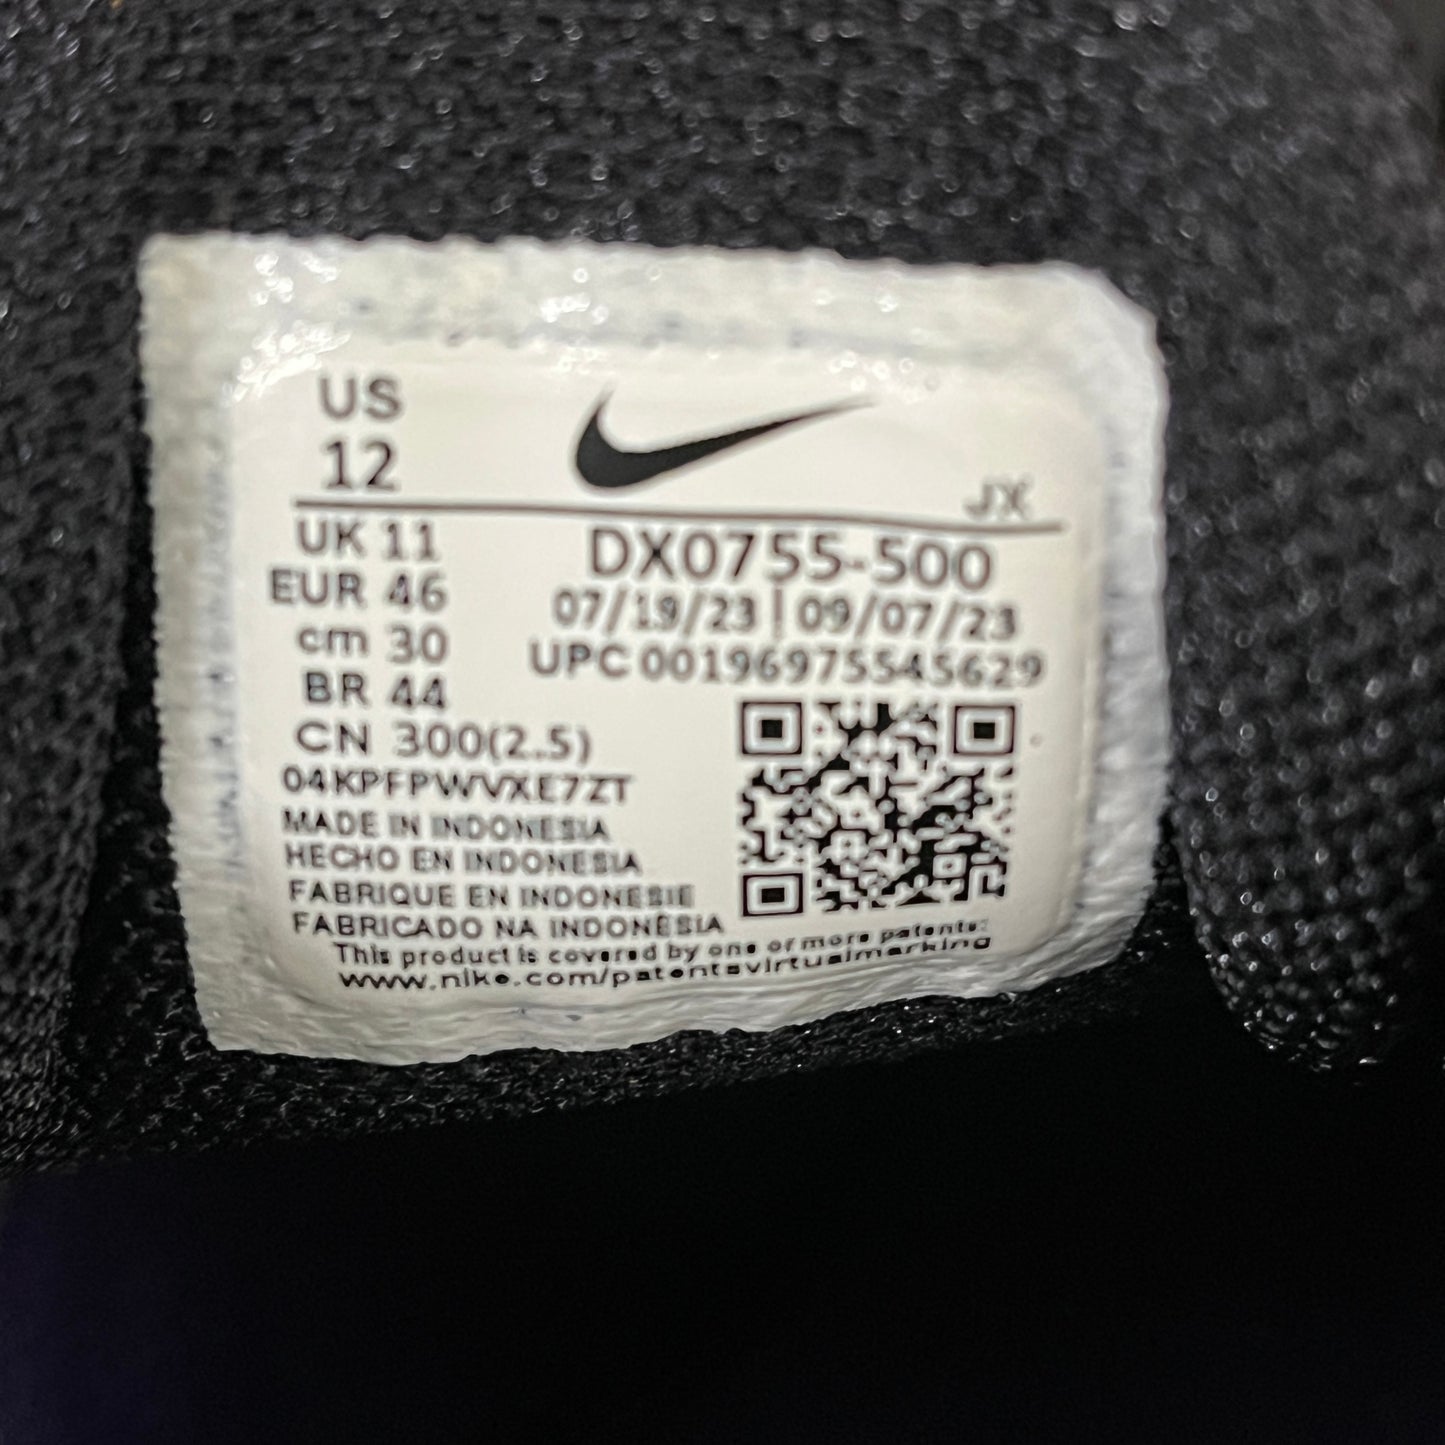 US
12
JX
UK 11
EUR 46
cm 30
BR 44
CN 300(2.5)
DX0755-500
07/19/23 | 09/07/23
UPC 00196975545629
04KPFPWVXE7ZT
MADE IN INDONESIA
HECHO EN INDONESIA
FABRIQUE EN INDONESIE
FABRICADO NA INDONÉSIA
This product is covered by one or more patents:
www.nike.com/patentsvirtualmarking